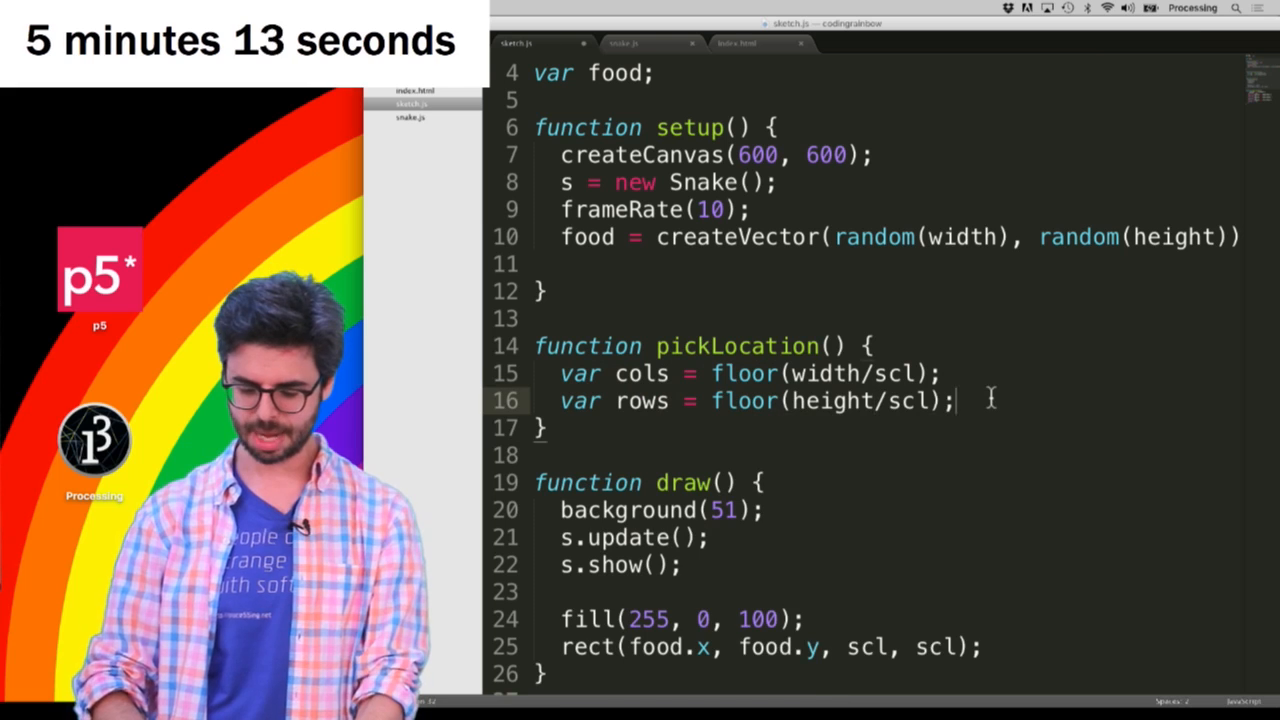 5 minutes 13 seconds
Processing
sketch.js — codingrainbow
sketch.js
snake.js
index.html
index.html
sketch.js
snake.js
p5*
p5
Processing
4 var food;
5
6 function setup() {
7 createCanvas(600, 600);
8 s = new Snake();
9 frameRate(10);
10 food = createVector(random(width), random(height))
11
12 }
13
14 function pickLocation() {
15 var cols = floor(width/scl);
16 var rows = floor(height/scl);
17 }
18
19 function draw() {
20 background(51);
21 s.update();
22 s.show();
23
24 fill(255, 0, 100);
25 rect(food.x, food.y, scl, scl);
26 }
Spaces: 2
JavaScript